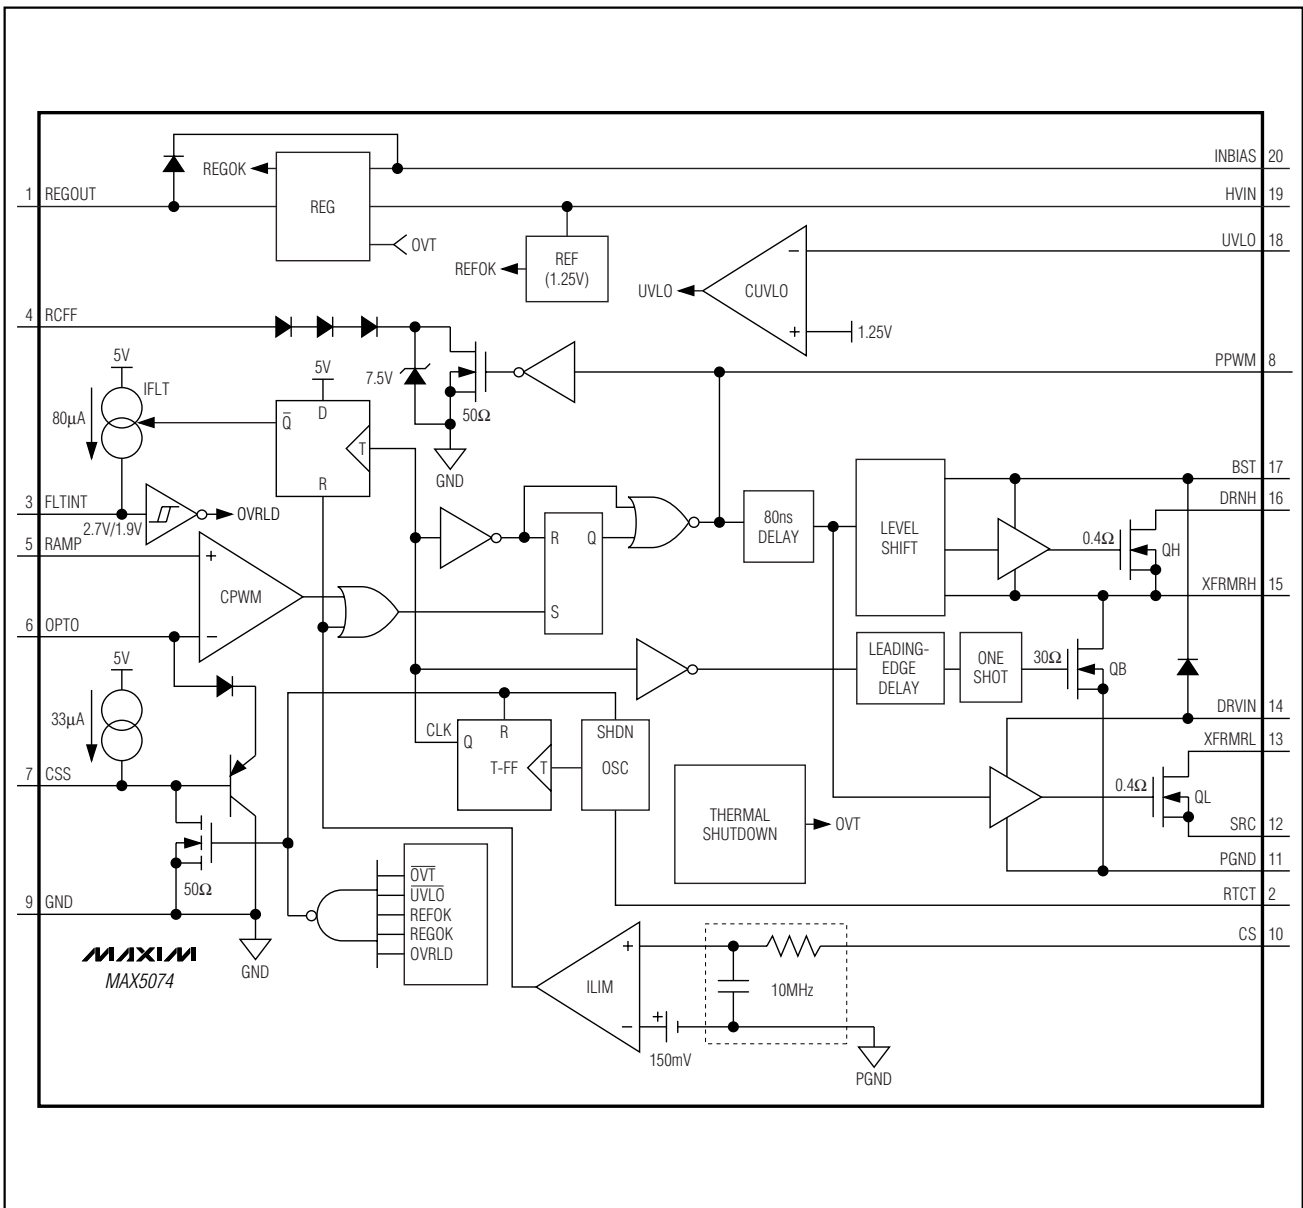 INBIAS 20
REGOK
1 REGOUT
REG
HVIN 19
OVT
UVLO 18
REF
(1.25V)
REFOK
UVLO
CUVLO
−
+
1.25V
4 RCFF
5V
IFLT
80µA
5V
7.5V
50Ω
PPWM 8
Q̅ D
T
R
GND
BST 17
3 FLTINT
2.7V/1.9V
OVRLD
DRNH 16
80ns
DELAY
LEVEL
SHIFT
0.4Ω
QH
R Q
S
5 RAMP
+
CPWM
−
XFRMRH 15
6 OPTO
5V
33µA
LEADING-
EDGE
DELAY
ONE
SHOT
30Ω
QB
DRVIN 14
CLK
Q
R
T-FF
T
SHDN
OSC
XFRMRL 13
7 CSS
0.4Ω
QL
THERMAL
SHUTDOWN
OVT
SRC 12
PGND 11
50Ω
O̅V̅T̅
U̅V̅L̅O̅
REFOK
REGOK
OVRLD
RTCT 2
9 GND
CS 10
MAXIM
MAX5074
GND
+
ILIM
−
+
150mV
10MHz
PGND